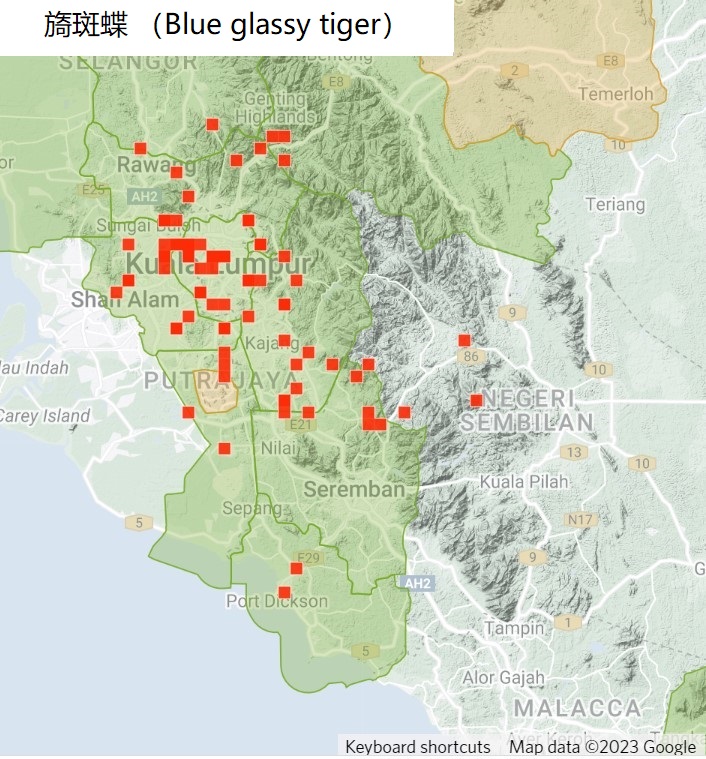 旖斑蝶 （Blue glassy tiger）
SELANGOR
Bentong
E8
2
E8
Genting
Highlands
Temerloh
10
Rawang
E25
AH2
Teriang
Sungai Buloh
Kuala Lumpur
Shah Alam
9
Kajang
86
10
PUTRAJAYA
Carey Island
NEGERI
SEMBILAN
E21
Nilai
13
10
Seremban
Kuala Pilah
Sepang
5
N17
E29
9
AH2
Port Dickson
1
Tampin
5
Alor Gajah
MALACCA
Ayer Keroh
Keyboard shortcuts
Map data ©2023 Google